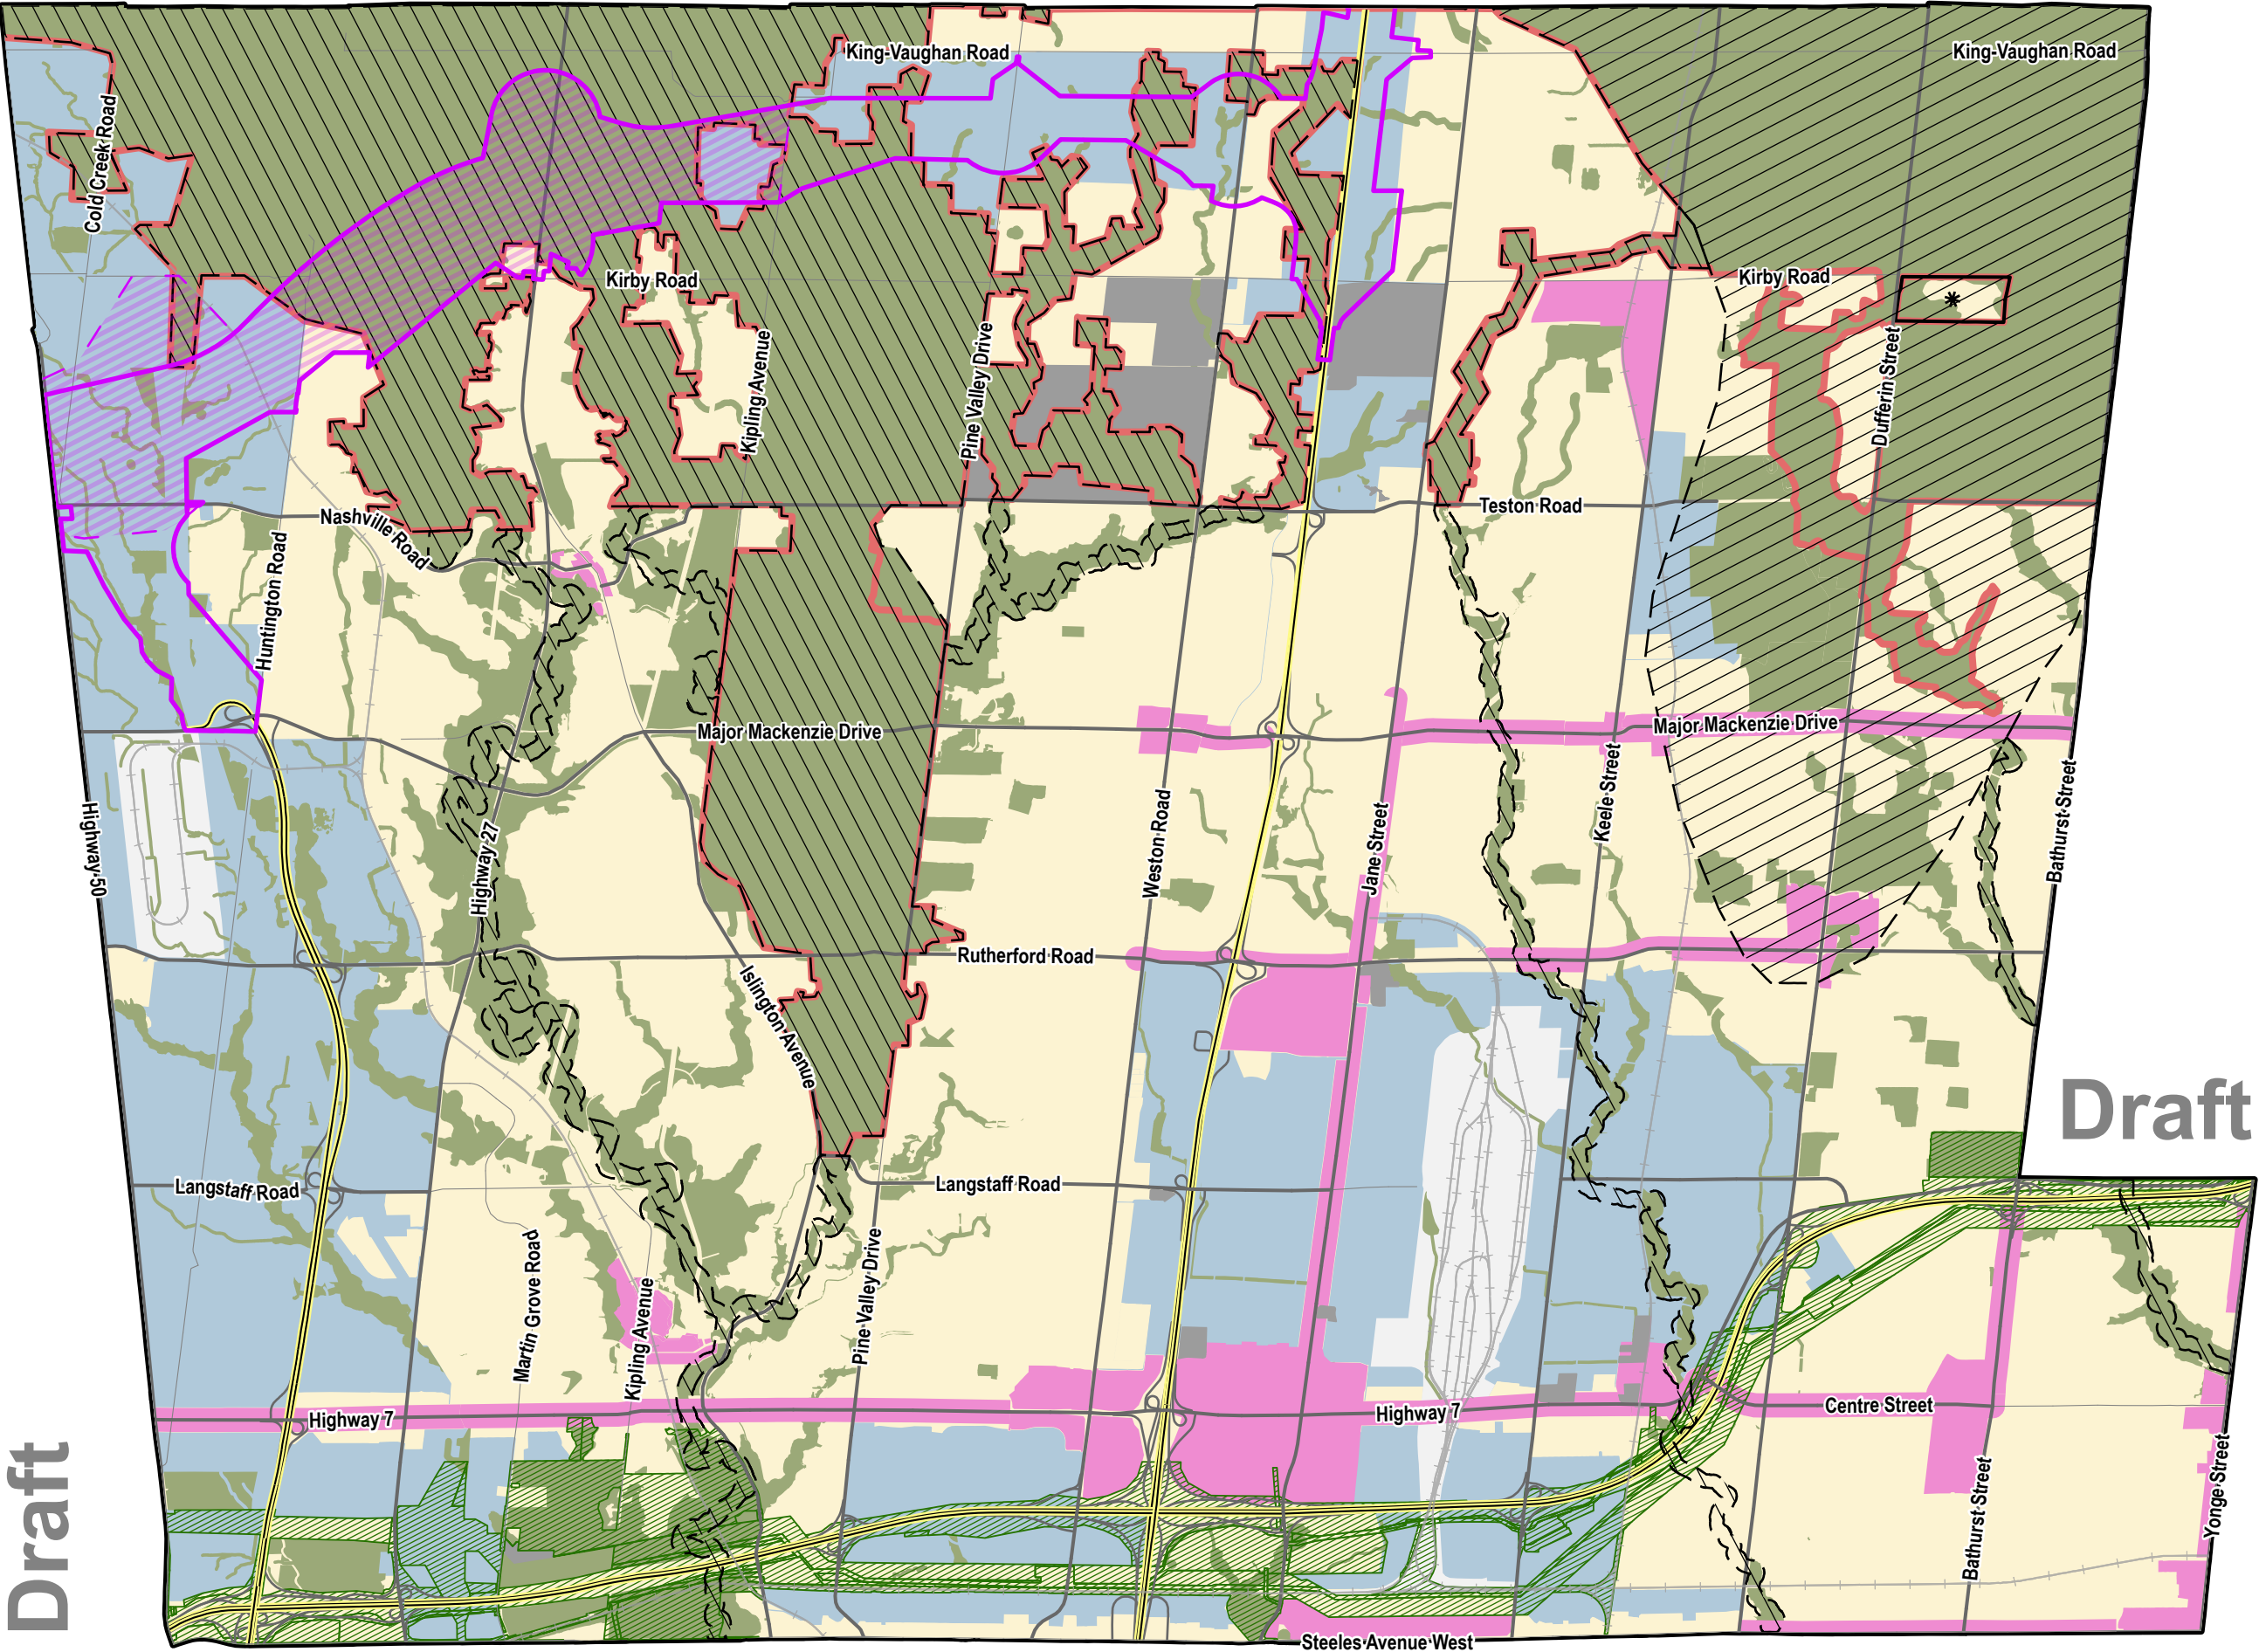 King-Vaughan Road
King-Vaughan Road
Cold Creek Road
Kirby Road
Kirby Road
*
Kipling Avenue
Pine Valley Drive
Dufferin Street
Nashville Road
Teston Road
Huntington Road
Major Mackenzie Drive
Major Mackenzie Drive
Highway 50
Highway 27
Weston Road
Jane Street
Keele Street
Bathurst Street
Rutherford Road
Islington Avenue
Draft
Langstaff Road
Langstaff Road
Martin Grove Road
Kipling Avenue
Pine Valley Drive
Highway 7
Highway 7
Centre Street
Draft
Bathurst Street
Yonge Street
Steeles Avenue West